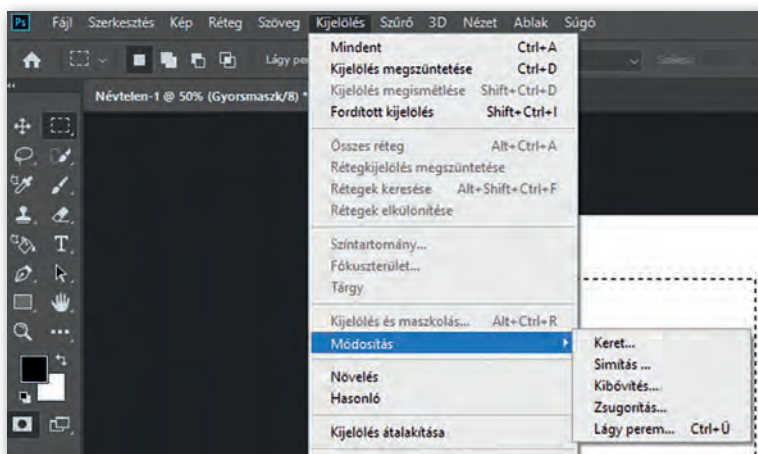 Ps Fájl Szerkesztés Kép Réteg Szöveg Kijelölés Szűrő 3D Nézet Ablak Súgó
Lágy per
Névtelen-1 @ 50% (Gyorsmaszk/8) *
Mindent Ctrl+A
Kijelölés megszüntetése Ctrl+D
Kijelölés megismétlése Shift+Ctrl+D
Fordított kijelölés Shift+Ctrl+I
Összes réteg Alt+Ctrl+A
Rétegkijelölés megszüntetése
Rétegek keresése Alt+Shift+Ctrl+F
Rétegek elkülönítése
Színtartomány...
Fókuszterület...
Tárgy
Kijelölés és maszkolás... Alt+Ctrl+R
Módosítás
Növelés
Hasonló
Kijelölés átalakítása
Keret...
Simítás ...
Kibővítés...
Zsugorítás...
Lágy perem... Ctrl+Ü